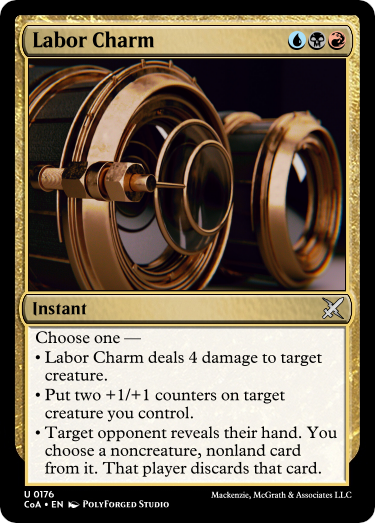 Labor Charm
Instant
Choose one —
• Labor Charm deals 4 damage to target
creature.
• Put two +1/+1 counters on target
creature you control.
• Target opponent reveals their hand. You
choose a noncreature, nonland card
from it. That player discards that card.
U 0176
CoA • EN PolyForged Studio
Mackenzie, McGrath & Associates LLC